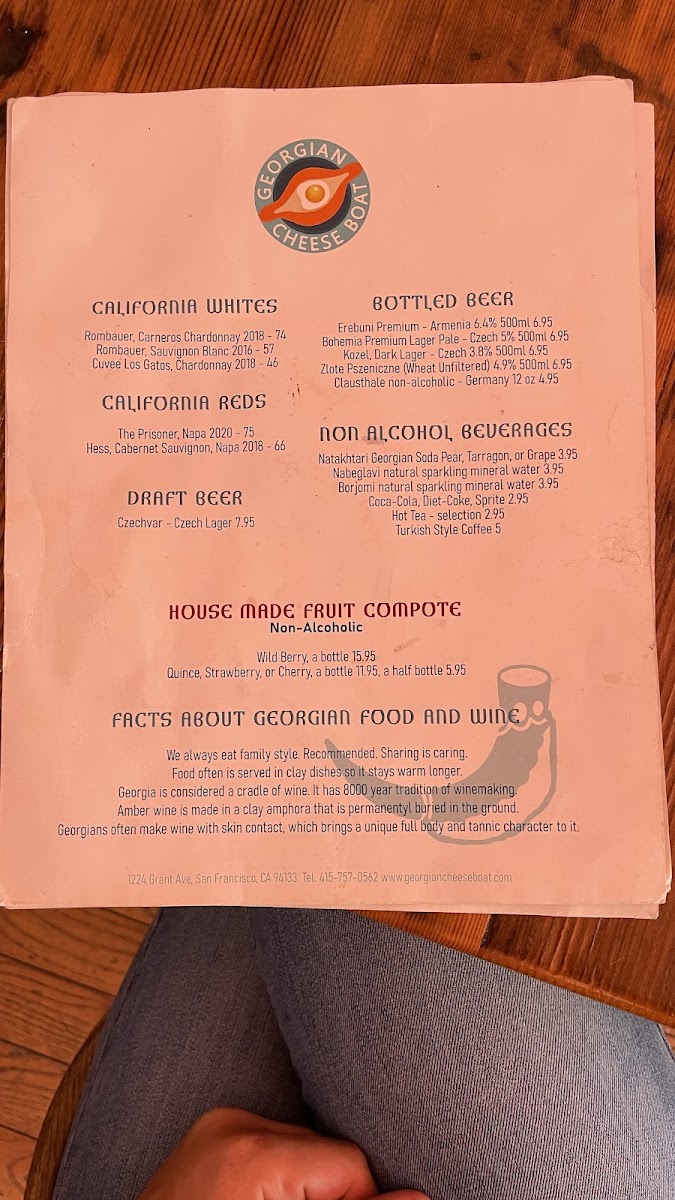 GEORGIAN
CHEESE BOAT
CALIFORNIA WHITES
Rombauer, Carneros Chardonnay 2018 - 74
Rombauer, Sauvignon Blanc 2016 - 57
Cuvee Los Gatos, Chardonnay 2018 - 46
CALIFORNIA REDS
The Prisoner, Napa 2020 - 75
Hess, Cabernet Sauvignon, Napa 2018 - 66
DRAFT BEER
Czechvar - Czech Lager 7.95
BOTTLED BEER
Erebuni Premium - Armenia 6.4% 500ml 6.95
Bohemia Premium Lager Pale - Czech 5% 500ml 6.95
Kozel, Dark Lager - Czech 3.8% 500ml 6.95
Zlote Pszeniczne (Wheat Unfiltered) 4.9% 500ml 6.95
Clausthale non-alcoholic - Germany 12 oz 4.95
NON ALCOHOL BEVERAGES
Natakhtari Georgian Soda Pear, Tarragon, or Grape 3.95
Nabeglavi natural sparkling mineral water 3.95
Borjomi natural sparkling mineral water 3.95
Coca-Cola, Diet-Coke, Sprite 2.95
Hot Tea - selection 2.95
Turkish Style Coffee 5
HOUSE MADE FRUIT COMPOTE
Non-Alcoholic
Wild Berry, a bottle 15.95
Quince, Strawberry, or Cherry, a bottle 11.95, a half bottle 5.95
FACTS ABOUT GEORGIAN FOOD AND WINE
We always eat family style. Recommended. Sharing is caring.
Food often is served in clay dishes so it stays warm longer.
Georgia is considered a cradle of wine. It has 8000 year tradition of winemaking.
Amber wine is made in a clay amphora that is permanentyl buried in the ground.
Georgians often make wine with skin contact, which brings a unique full body and tannic character to it.
1224 Grant Ave, San Francisco, CA 94133 Tel. 415-757-0562 www.georgiancheeseboat.com